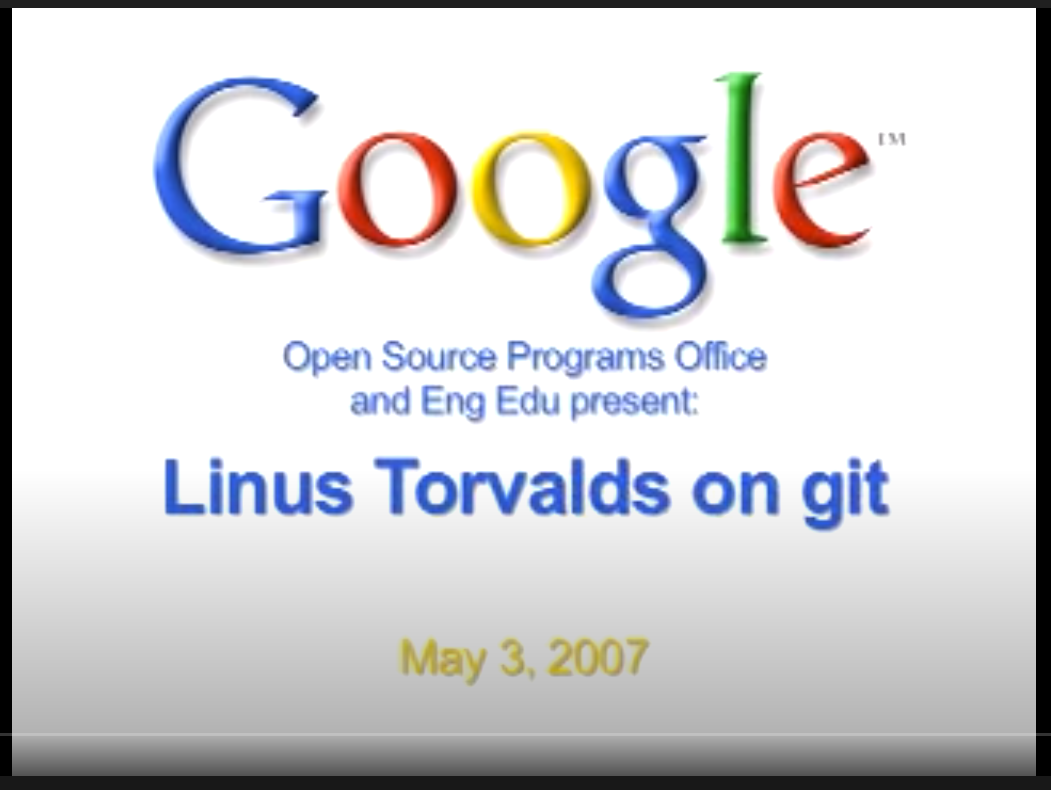 Google™
Open Source Programs Office
and Eng Edu present:
Linus Torvalds on git
May 3, 2007